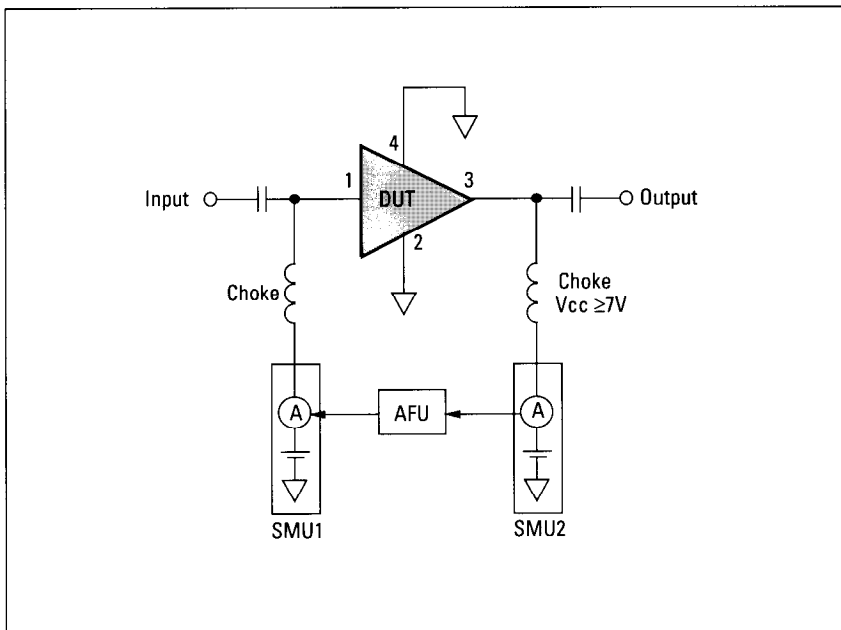 4
1
3
Input
DUT
Output
2
Choke
Choke
Vcc ≥7V
A
AFU
A
SMU1
SMU2